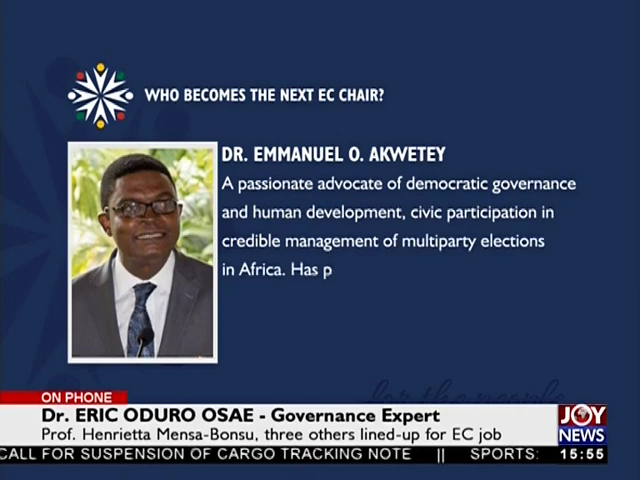 WHO BECOMES THE NEXT EC CHAIR?
DR. EMMANUEL O. AKWETEY
A passionate advocate of democratic governance
and human development, civic participation in
credible management of multiparty elections
in Africa. Has p
for the people
ON PHONE
Dr. ERIC ODURO OSAE - Governance Expert
Prof. Henrietta Mensa-Bonsu, three others lined-up for EC job
JOY
NEWS
CALL FOR SUSPENSION OF CARGO TRACKING NOTE || SPORTS:
15:55